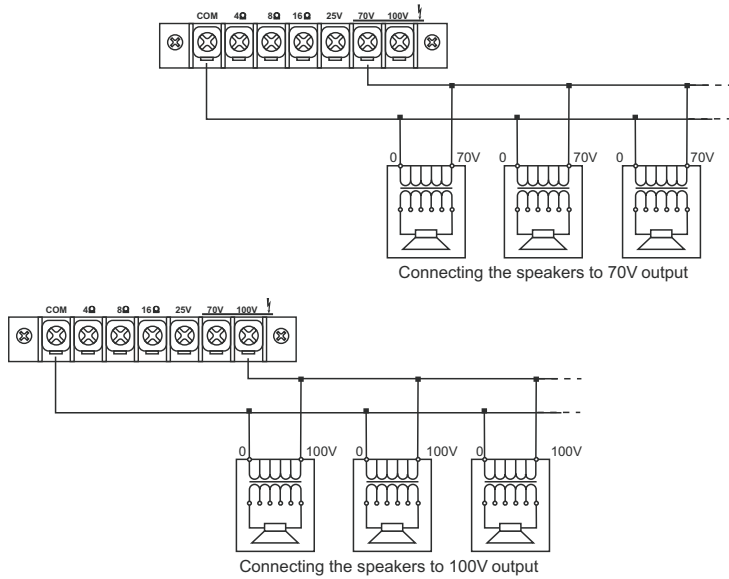 COM 4Ω 8Ω 16Ω 25V 70V 100V
0 70V 0 70V 0 70V
Connecting the speakers to 70V output
COM 4Ω 8Ω 16Ω 25V 70V 100V
0 100V 0 100V 0 100V
Connecting the speakers to 100V output